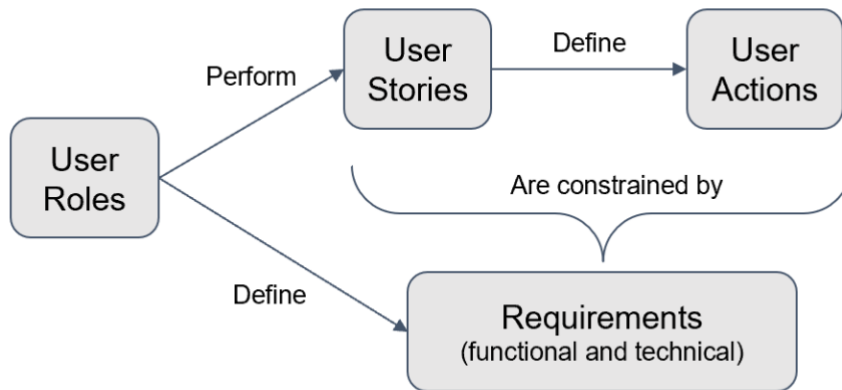 User
Roles
Perform
User
Stories
Define
User
Actions
Are constrained by
Define
Requirements
(functional and technical)